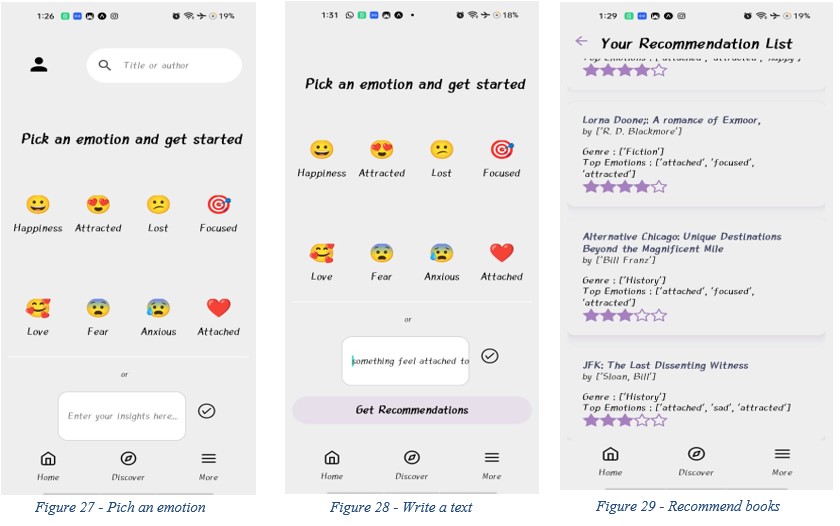 1:26
19%
Title or author
Pick an emotion and get started
Happiness Attracted Lost Focused
Love Fear Anxious Attached
or
Enter your insights here...
Home Discover More
Figure 27 - Pich an emotion
1:31
18%
Pick an emotion and get started
Happiness Attracted Lost Focused
Love Fear Anxious Attached
or
something feel attached to
Get Recommendations
Home Discover More
Figure 28 - Write a text
1:29
19%
Your Recommendation List
Top Emotions : ['attached', 'attracted', 'happy']
Lorna Doone;: A romance of Exmoor,
by ['R. D. Blackmore']
Genre : ['Fiction']
Top Emotions : ['attached', 'focused',
'attracted']
Alternative Chicago: Unique Destinations
Beyond the Magnificent Mile
by ['Bill Franz']
Genre : ['History']
Top Emotions : ['attached', 'focused',
'attracted']
JFK: The Last Dissenting Witness
by ['Sloan, Bill']
Genre : ['History']
Top Emotions : ['attached', 'sad', 'attracted']
Home Discover More
Figure 29 - Recommend books